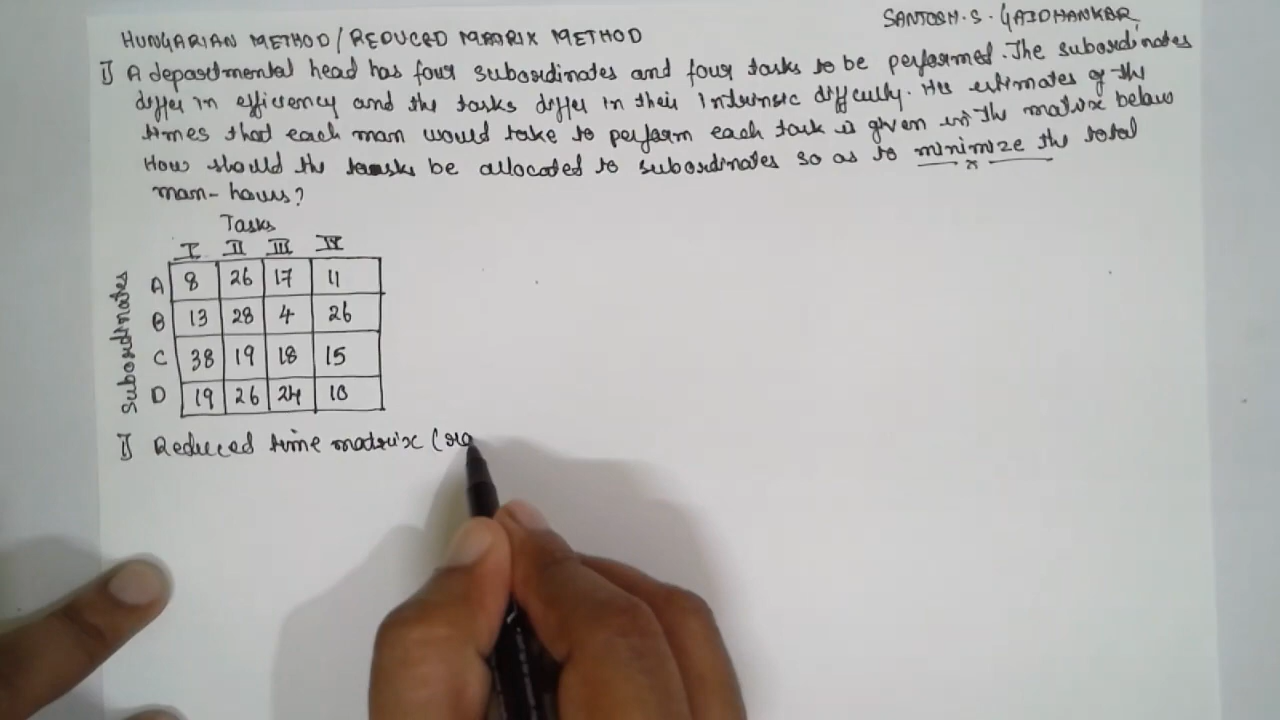 SANTOSH.S.GAIDHANKAR
HUNGARIAN METHOD/REDUCED MATRIX METHOD
1] A departmental head has four subordinates and four tasks to be performed. The subordinates
differ in efficiency and the tasks differ in their intrinsic difficulty. His estimates of the
times that each man would take to perform each task is given in the matrix below
How should the tasks be allocated to subordinates so as to minimize the total
man-hours?
Tasks
I II III IV
Subordinates
A 8 26 17 11
B 13 28 4 26
C 38 19 18 15
D 19 26 24 10
1] Reduced time matrix (ro